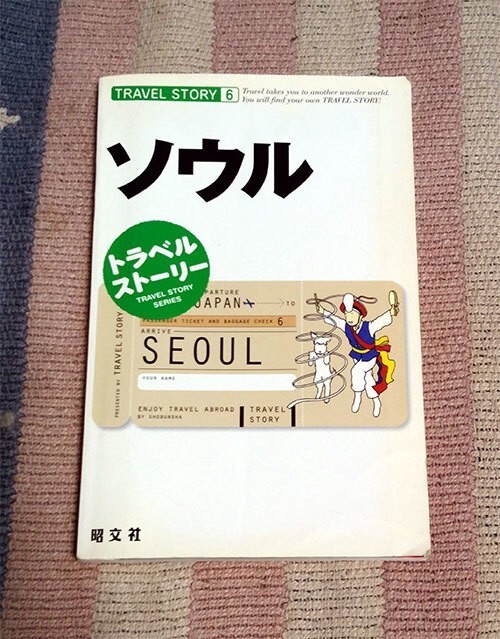 TRAVEL STORY 6
Travel takes you to another wonder world.
You will find your own TRAVEL STORY!
ソウル
トラベル
ストーリー
TRAVEL STORY
SERIES
PARTURE
JAPAN
TO
PASSENGER TICKET AND BAGGAGE CHECK 6
ARRIVE
SEOUL
YOUR NAME
ENJOY TRAVEL ABROAD
BY SHOBUNSHA
TRAVEL
STORY
PRESENTED BY TRAVEL STORY
昭文社